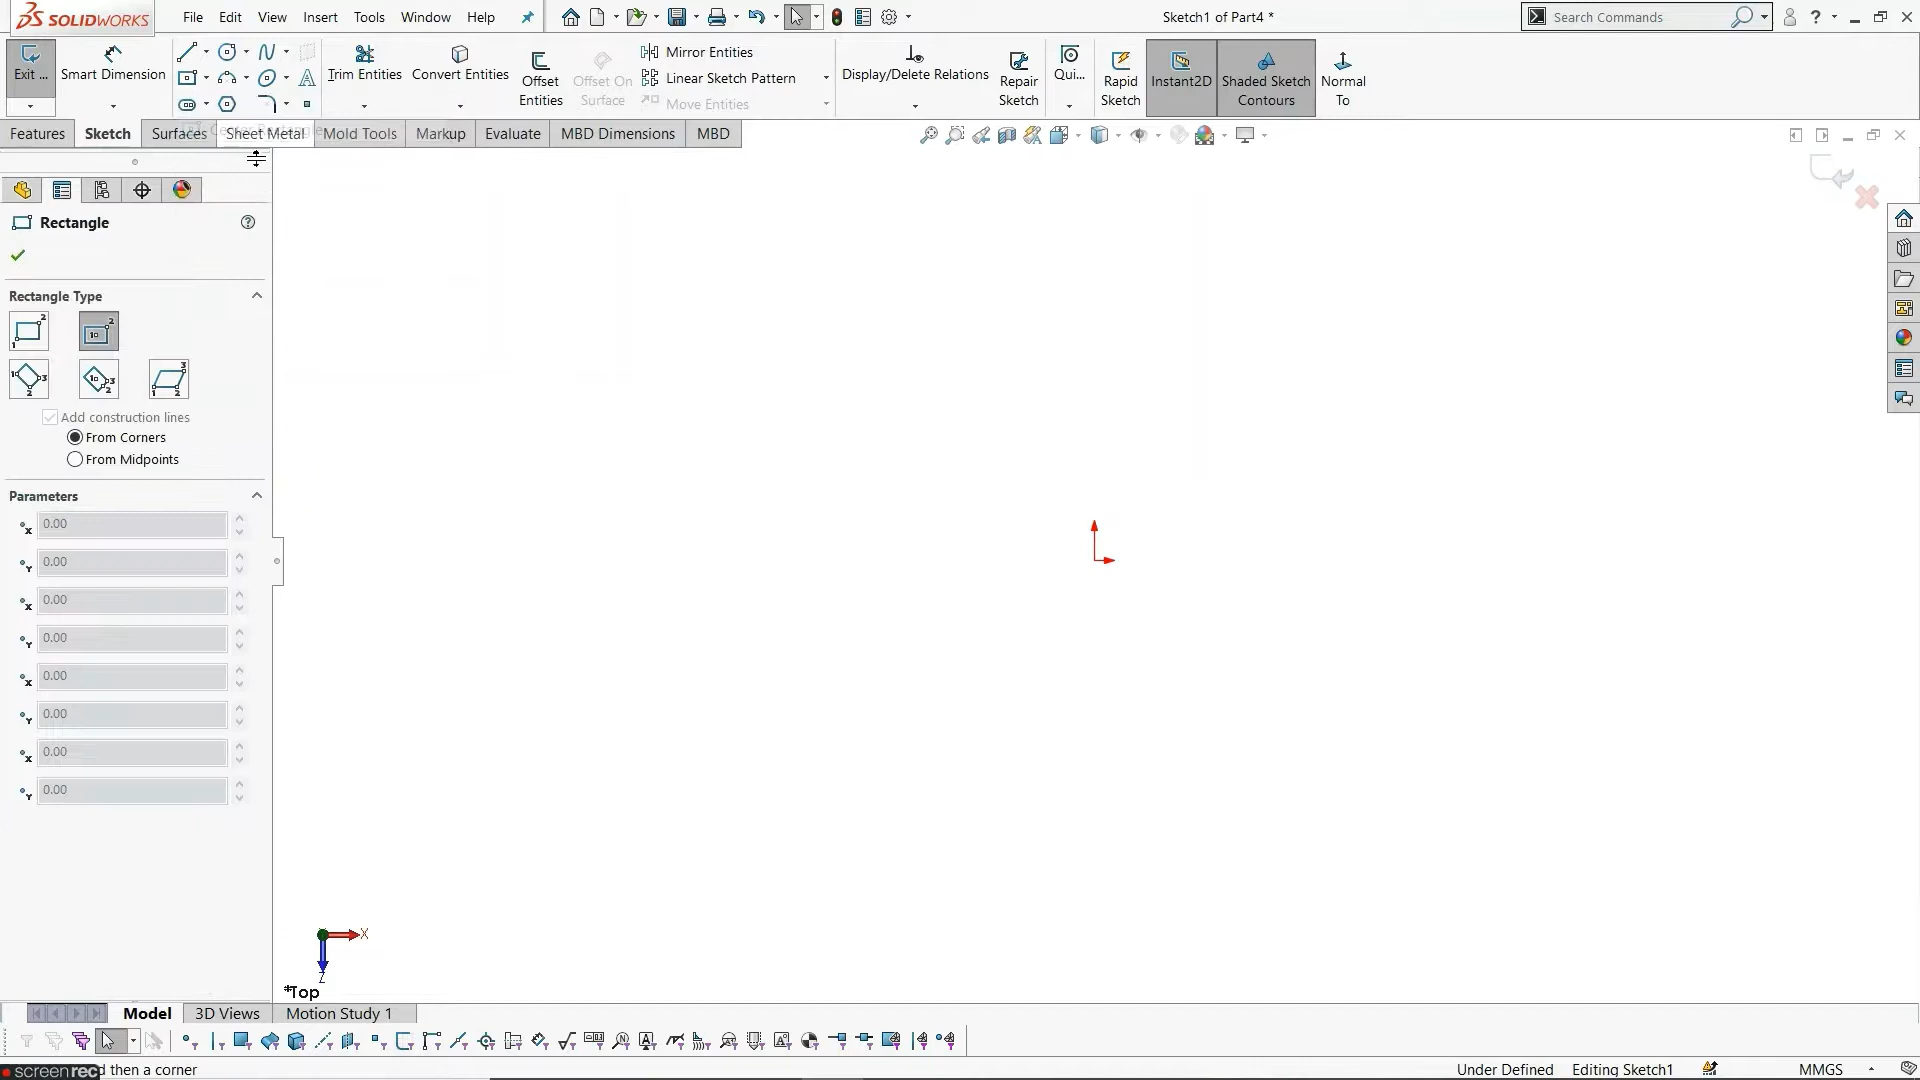 SOLIDWORKS
File Edit View Insert Tools Window Help
Sketch1 of Part4 *
Search Commands
Exit ...
Smart Dimension
Trim Entities
Convert Entities
Offset Entities
Offset On Surface
Mirror Entities
Linear Sketch Pattern
Move Entities
Display/Delete Relations
Repair Sketch
Qui...
Rapid Sketch
Instant2D
Shaded Sketch Contours
Normal To
Features Sketch Surfaces Sheet Metal Mold Tools Markup Evaluate MBD Dimensions MBD
Rectangle
Rectangle Type
Add construction lines
From Corners
From Midpoints
Parameters
X 0.00
Y 0.00
X 0.00
Y 0.00
X 0.00
Y 0.00
X 0.00
Y 0.00
X
Z
*Top
Model 3D Views Motion Study 1
screenrec
d then a corner
Under Defined Editing Sketch1 MMGS